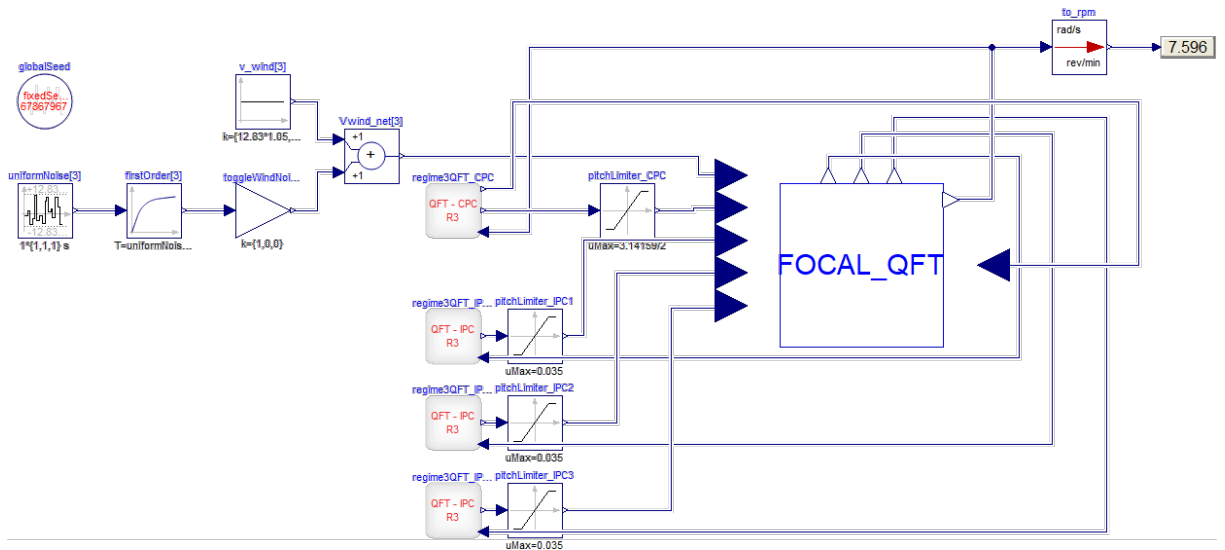 to_rpm
rad/s
rev/min
7.596
globalSeed
fixedSe...
67867967
v_wind[3]
k={12.83*1.05,...
Vwind_net[3]
+1
+
+1
uniformNoise[3]
+12.83...
-12.83...
1*{1,1,1} s
firstOrder[3]
T=uniformNois...
toggleWindNoi...
k={1,0,0}
regime3QFT_CPC
QFT - CPC
R3
pitchLimiter_CPC
uMax=3.14159/2
FOCAL_QFT
regime3QFT_IP...
QFT - IPC
R3
pitchLimiter_IPC1
uMax=0.035
regime3QFT_IP...
QFT - IPC
R3
pitchLimiter_IPC2
uMax=0.035
regime3QFT_IP...
QFT - IPC
R3
pitchLimiter_IPC3
uMax=0.035